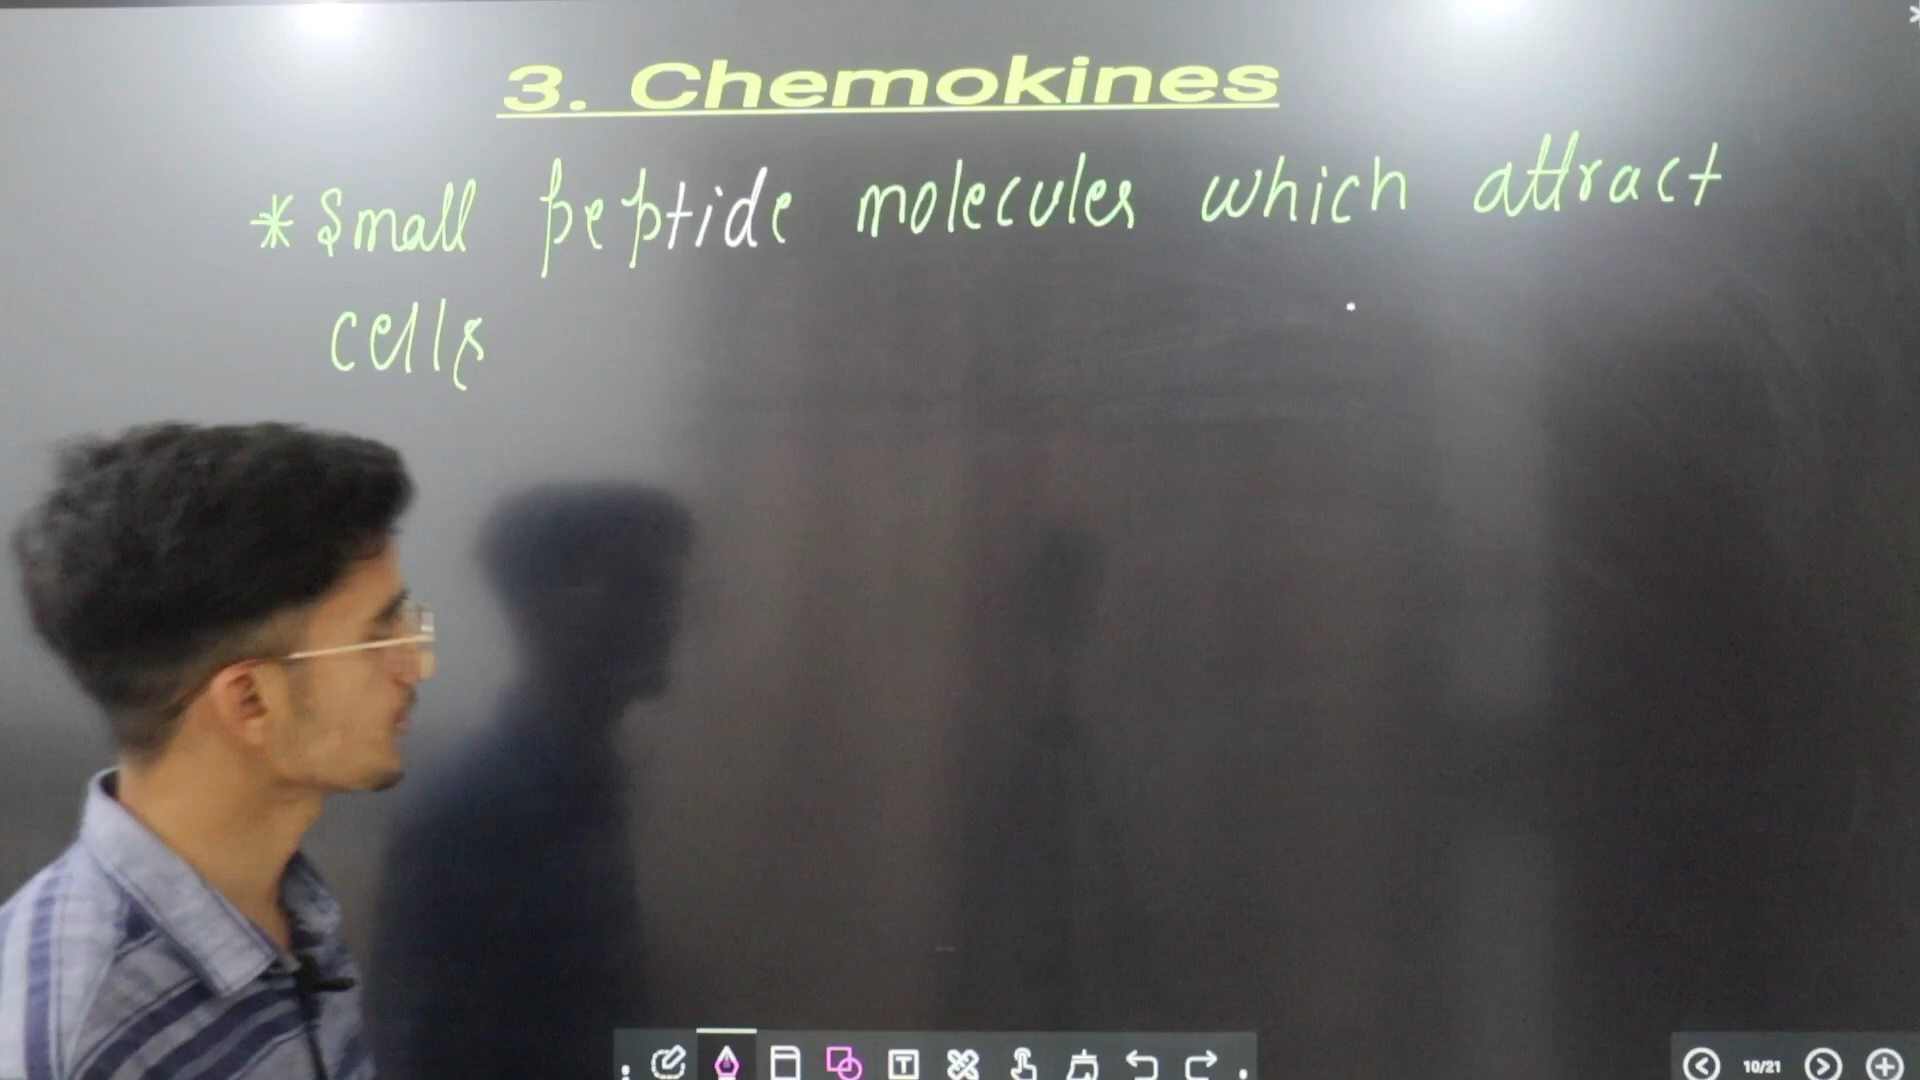 3. Chemokines
* Small peptide molecules which attract
cells
10/21